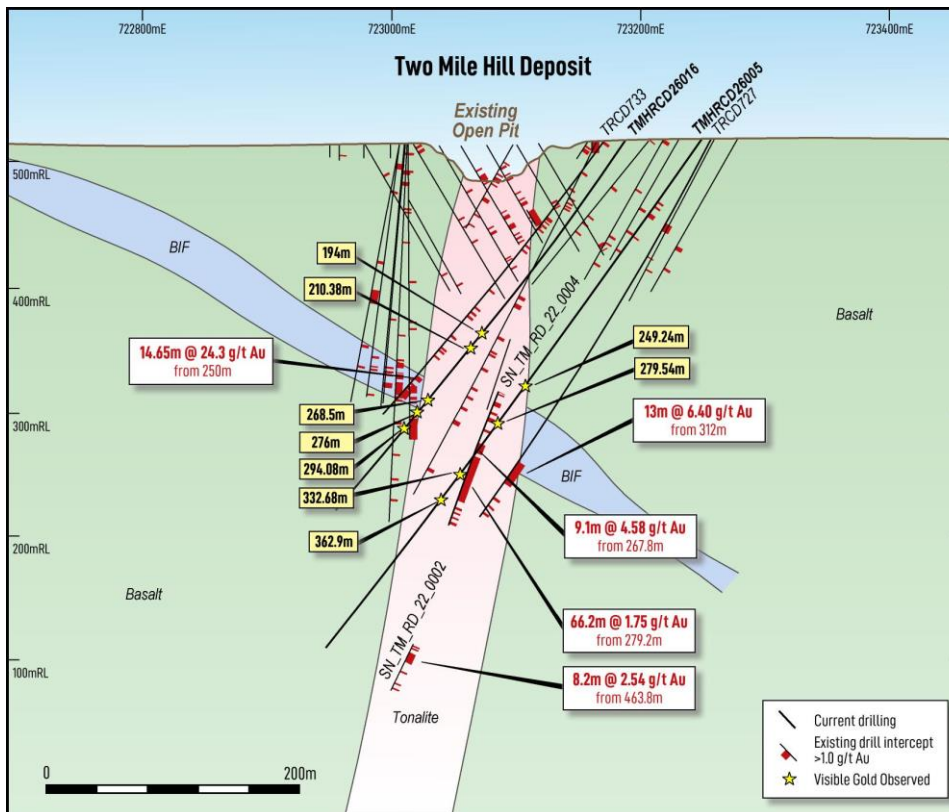 722800mE
723000mE
723200mE
723400mE
Two Mile Hill Deposit
Existing
Open Pit
TRCD733
TMHRCD26016
TMHRCD26005
TRCD727
500mRL
400mRL
300mRL
200mRL
100mRL
BIF
194m
210.38m
SN_TM_RD_22_0004
Basalt
14.65m @ 24.3 g/t Au
from 250m
249.24m
279.54m
268.5m
276m
294.08m
332.68m
362.9m
13m @ 6.40 g/t Au
from 312m
BIF
9.1m @ 4.58 g/t Au
from 267.8m
Basalt
SN_TM_RD_22_0002
66.2m @ 1.75 g/t Au
from 279.2m
8.2m @ 2.54 g/t Au
from 463.8m
Tonalite
0
200m
Current drilling
Existing drill intercept
>1.0 g/t Au
Visible Gold Observed